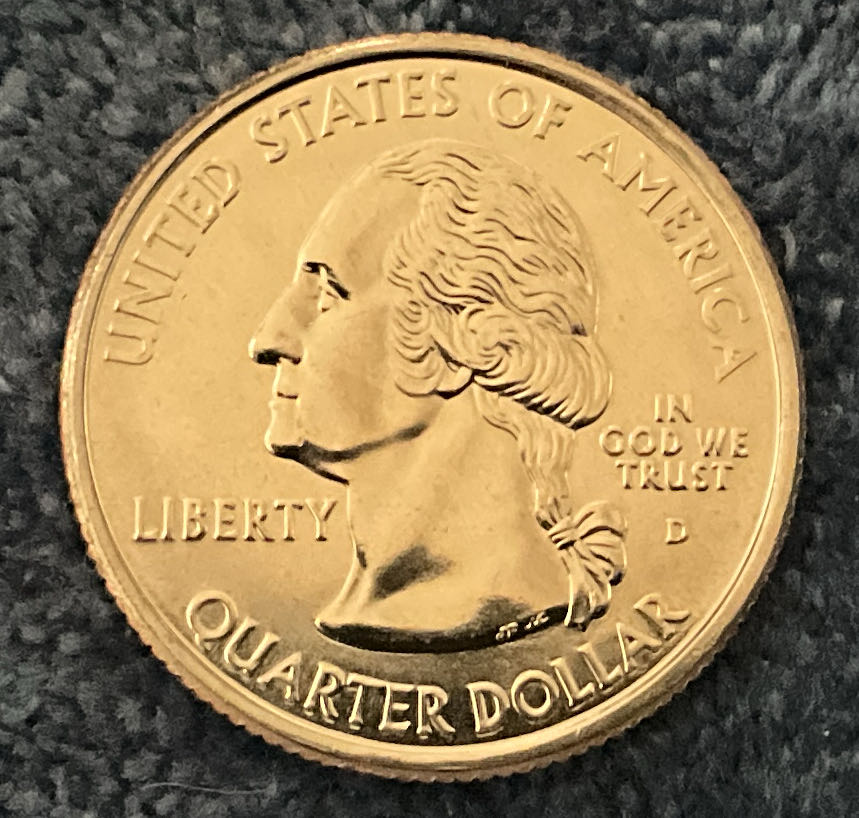 UNITED STATES OF AMERICA
IN
GOD WE
TRUST
LIBERTY
D
QUARTER DOLLAR